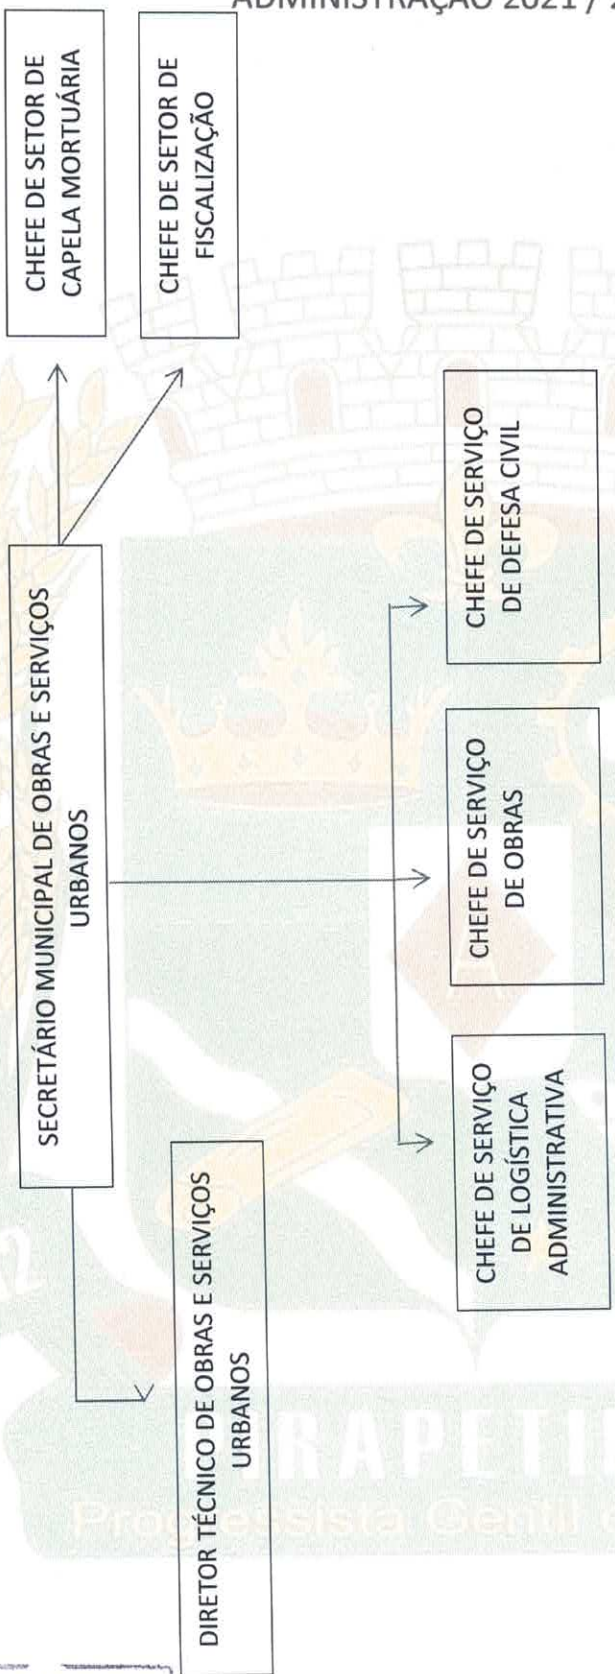 ADMINISTRAÇÃO 2021 /
SECRETÁRIO MUNICIPAL DE OBRAS E SERVIÇOS
URBANOS
CHEFE DE SETOR DE
CAPELA MORTUÁRIA
CHEFE DE SETOR DE
FISCALIZAÇÃO
DIRETOR TÉCNICO DE OBRAS E SERVIÇOS
URBANOS
CHEFE DE SERVIÇO
DE LOGÍSTICA
ADMINISTRATIVA
CHEFE DE SERVIÇO
DE OBRAS
CHEFE DE SERVIÇO
DE DEFESA CIVIL
A
Progressista Gentil